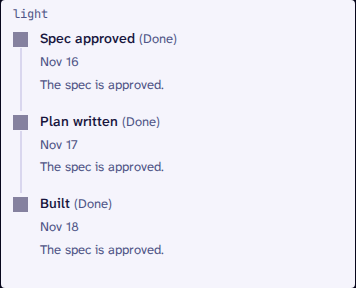 light
Spec approved (Done)
Nov 16
The spec is approved.
Plan written (Done)
Nov 17
The spec is approved.
Built (Done)
Nov 18
The spec is approved.